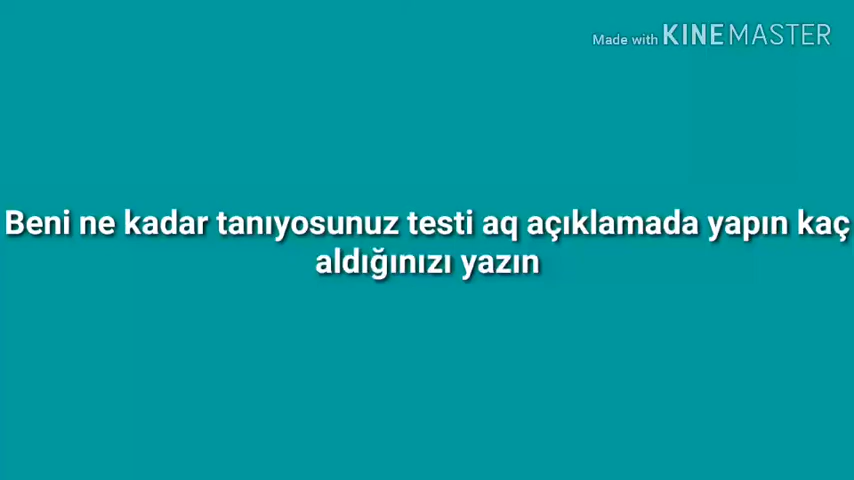 Made with KINEMASTER
Beni ne kadar tanıyosunuz testi aq açıklamada yapın kaç
aldığınızı yazın